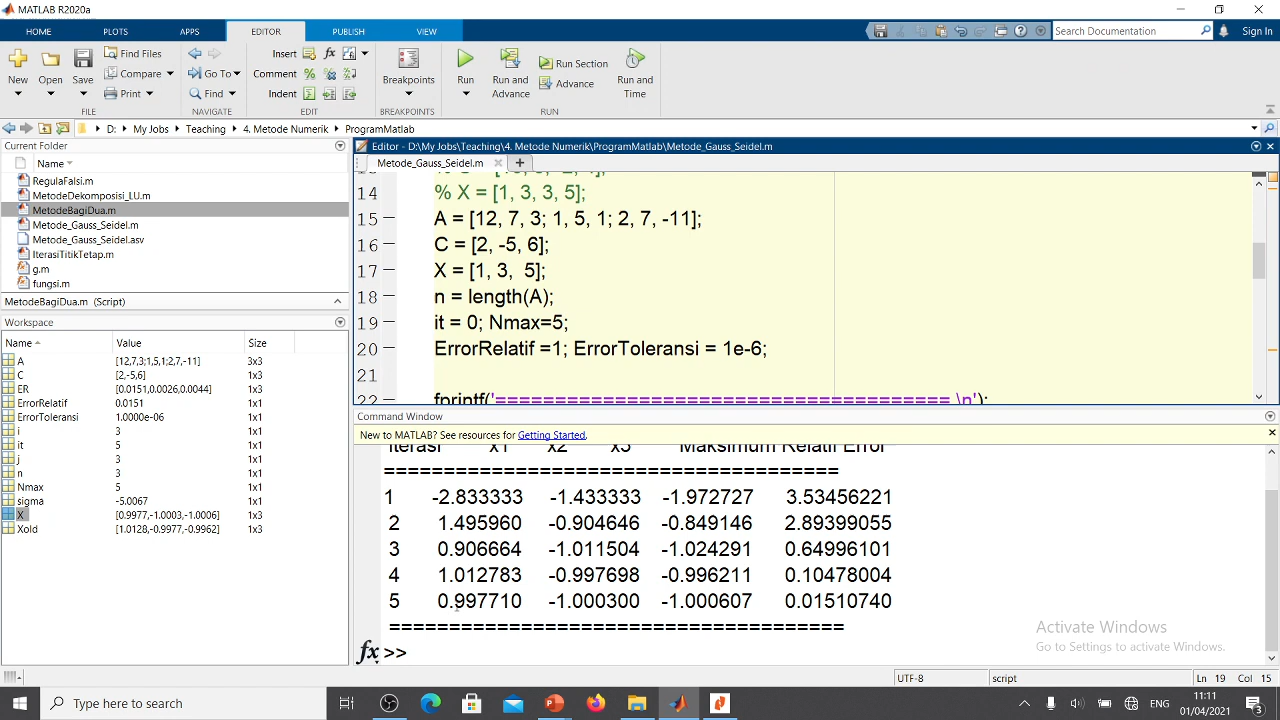 MATLAB R2020a
HOME PLOTS APPS EDITOR PUBLISH VIEW
Search Documentation Sign In
New Open Save Find Files Compare Print
Go To Find
Insert Comment Indent
Breakpoints
Run Run and Advance Run Section Advance Run and Time
FILE NAVIGATE EDIT BREAKPOINTS RUN
D: My Jobs Teaching 4. Metode Numerik ProgramMatlab
Current Folder
Name
RegulaFalsi.m
MetodeDekomposisi_LU.m
MetodeBagiDua.m
Metode_Gauss_Seidel.m
Metode_Gauss_Seidel.asv
IterasiTitikTetap.m
g.m
fungsi.m
MetodeBagiDua.m (Script)
Workspace
Name Value Size
A [12,7,3;1,5,1;2,7,-11] 3x3
C [2,-5,6] 1x3
ER [0.0151,0.0026,0.0044] 1x3
ErrorRelatif 0.0151 1x1
ErrorToleransi 1.0000e-06 1x1
i 3 1x1
it 5 1x1
j 3 1x1
n 3 1x1
Nmax 5 1x1
sigma -5.0067 1x1
X [0.9977,-1.0003,-1.0006] 1x3
Xold [1.0128,-0.9977,-0.9962] 1x3
Editor - D:\My Jobs\Teaching\4. Metode Numerik\ProgramMatlab\Metode_Gauss_Seidel.m
Metode_Gauss_Seidel.m
14 % X = [1, 3, 3, 5];
15 A = [12, 7, 3; 1, 5, 1; 2, 7, -11];
16 C = [2, -5, 6];
17 X = [1, 3, 5];
18 n = length(A);
19 it = 0; Nmax=5;
20 ErrorRelatif =1; ErrorToleransi = 1e-6;
21
22 fprintf('====================================== \n');
Command Window
New to MATLAB? See resources for Getting Started.
Iterasi x1 x2 x3 Maksimum Relatif Error
======================================
1 -2.833333 -1.433333 -1.972727 3.53456221
2 1.495960 -0.904646 -0.849146 2.89399055
3 0.906664 -1.011504 -1.024291 0.64996101
4 1.012783 -0.997698 -0.996211 0.10478004
5 0.997710 -1.000300 -1.000607 0.01510740
======================================
fx >>
Activate Windows
Go to Settings to activate Windows.
UTF-8 script Ln 19 Col 15
Type here to search
ENG
11:11
01/04/2021
3